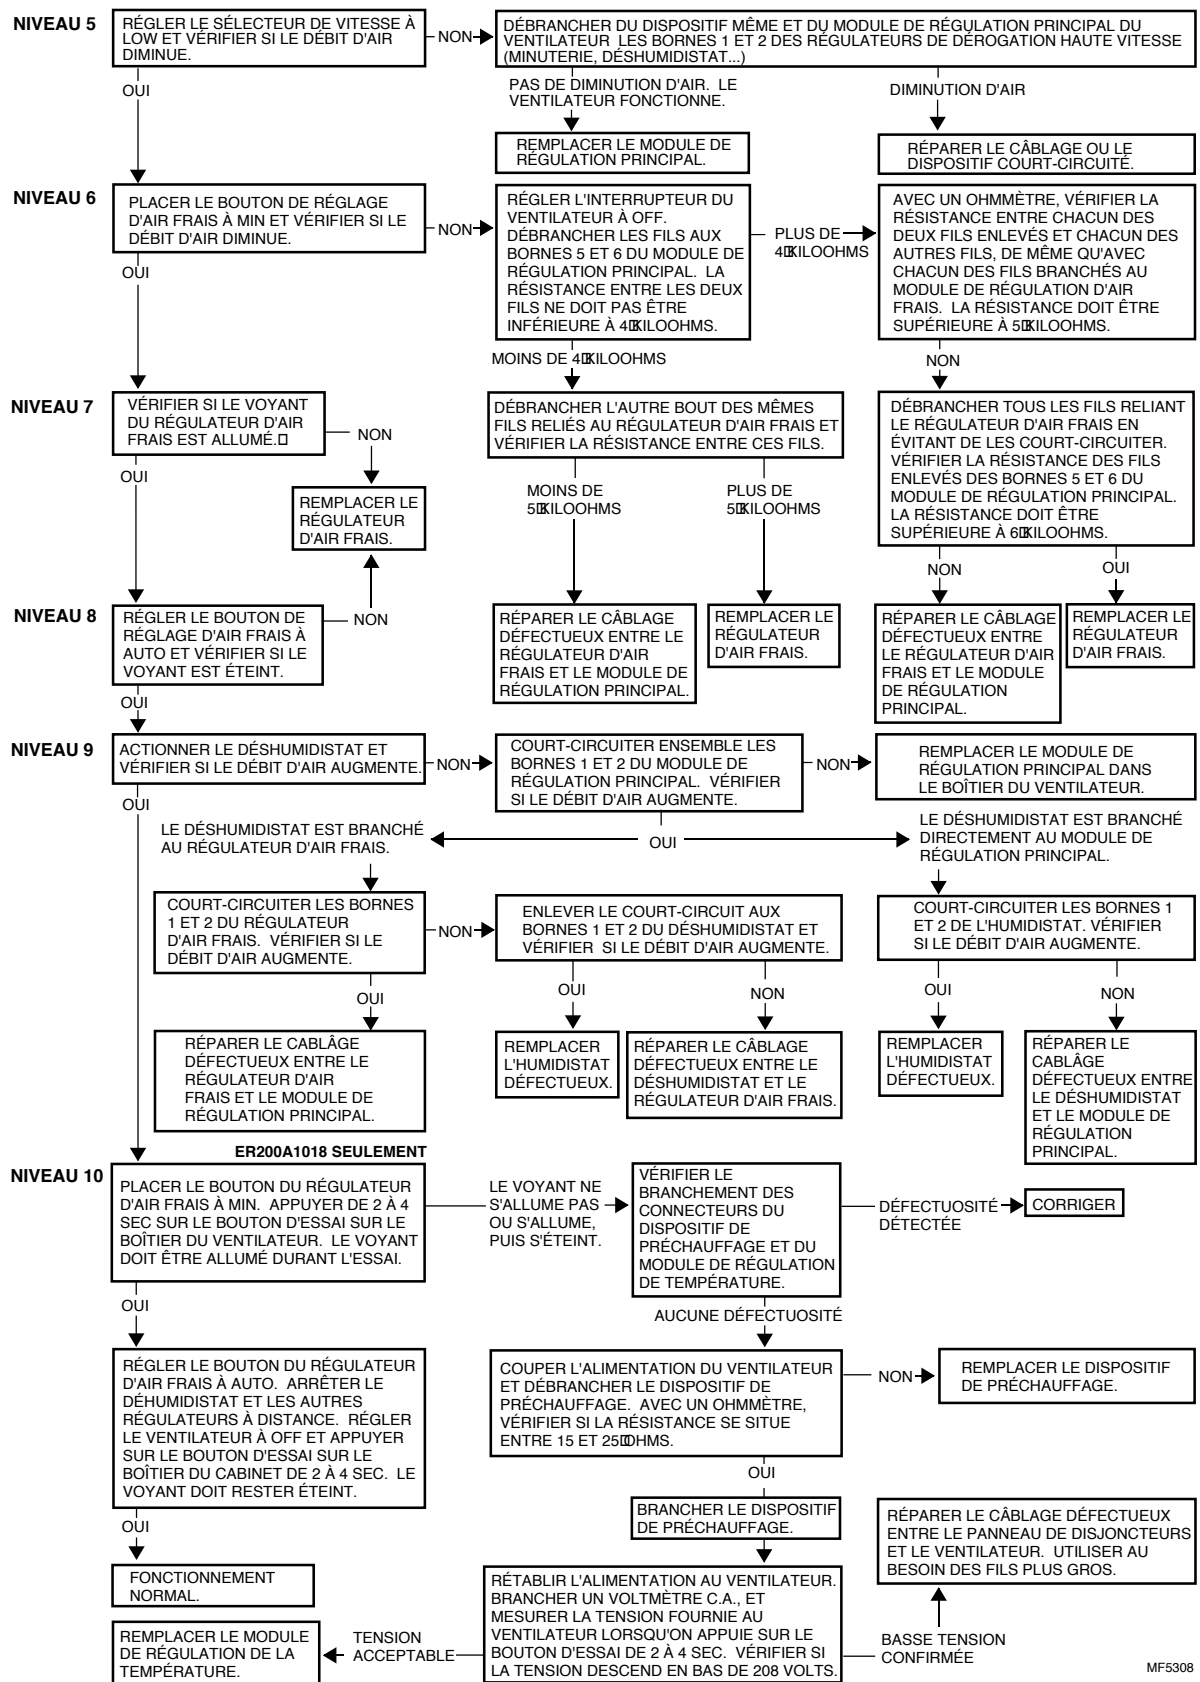 NIVEAU 5
RÉGLER LE SÉLECTEUR DE VITESSE À
LOW ET VÉRIFIER SI LE DÉBIT D'AIR
DIMINUE.
NON
DÉBRANCHER DU DISPOSITIF MÊME ET DU MODULE DE RÉGULATION PRINCIPAL DU
VENTILATEUR LES BORNES 1 ET 2 DES RÉGULATEURS DE DÉROGATION HAUTE VITESSE
(MINUTERIE, DÉSHUMIDISTAT...)
OUI
PAS DE DIMINUTION D'AIR. LE
VENTILATEUR FONCTIONNE.
DIMINUTION D'AIR
REMPLACER LE MODULE DE
RÉGULATION PRINCIPAL.
RÉPARER LE CÂBLAGE OU LE
DISPOSITIF COURT-CIRCUITÉ.
NIVEAU 6
PLACER LE BOUTON DE RÉGLAGE
D'AIR FRAIS À MIN ET VÉRIFIER SI LE
DÉBIT D'AIR DIMINUE.
NON
RÉGLER L'INTERRUPTEUR DU
VENTILATEUR À OFF.
DÉBRANCHER LES FILS AUX
BORNES 5 ET 6 DU MODULE DE
RÉGULATION PRINCIPAL. LA
RÉSISTANCE ENTRE LES DEUX
FILS NE DOIT PAS ÊTRE
INFÉRIEURE À 4 KILOOHMS.
PLUS DE
4 KILOOHMS
AVEC UN OHMMÈTRE, VÉRIFIER LA
RÉSISTANCE ENTRE CHACUN DES
DEUX FILS ENLEVÉS ET CHACUN DES
AUTRES FILS, DE MÊME QU'AVEC
CHACUN DES FILS BRANCHÉS AU
MODULE DE RÉGULATION D'AIR
FRAIS. LA RÉSISTANCE DOIT ÊTRE
SUPÉRIEURE À 5 KILOOHMS.
OUI
MOINS DE 4 KILOOHMS
NON
NIVEAU 7
VÉRIFIER SI LE VOYANT
DU RÉGULATEUR D'AIR
FRAIS EST ALLUMÉ.
NON
DÉBRANCHER L'AUTRE BOUT DES MÊMES
FILS RELIÉS AU RÉGULATEUR D'AIR FRAIS ET
VÉRIFIER LA RÉSISTANCE ENTRE CES FILS.
DÉBRANCHER TOUS LES FILS RELIANT
LE RÉGULATEUR D'AIR FRAIS EN
ÉVITANT DE LES COURT-CIRCUITER.
VÉRIFIER LA RÉSISTANCE DES FILS
ENLEVÉS DES BORNES 5 ET 6 DU
MODULE DE RÉGULATION PRINCIPAL.
LA RÉSISTANCE DOIT ÊTRE
SUPÉRIEURE À 6 KILOOHMS.
OUI
REMPLACER LE
RÉGULATEUR
D'AIR FRAIS.
MOINS DE
5 KILOOHMS
PLUS DE
5 KILOOHMS
NON
OUI
NIVEAU 8
RÉGLER LE BOUTON DE
RÉGLAGE D'AIR FRAIS À
AUTO ET VÉRIFIER SI LE
VOYANT EST ÉTEINT.
NON
RÉPARER LE CÂBLAGE
DÉFECTUEUX ENTRE LE
RÉGULATEUR D'AIR
FRAIS ET LE MODULE DE
RÉGULATION PRINCIPAL.
REMPLACER LE
RÉGULATEUR
D'AIR FRAIS.
RÉPARER LE CÂBLAGE
DÉFECTUEUX ENTRE
LE RÉGULATEUR D'AIR
FRAIS ET LE MODULE
DE RÉGULATION
PRINCIPAL.
REMPLACER LE
RÉGULATEUR
D'AIR FRAIS.
OUI
NIVEAU 9
ACTIONNER LE DÉSHUMIDISTAT ET
VÉRIFIER SI LE DÉBIT D'AIR AUGMENTE.
NON
COURT-CIRCUITER ENSEMBLE LES
BORNES 1 ET 2 DU MODULE DE
RÉGULATION PRINCIPAL. VÉRIFIER
SI LE DÉBIT D'AIR AUGMENTE.
NON
REMPLACER LE MODULE DE
RÉGULATION PRINCIPAL DANS
LE BOÎTIER DU VENTILATEUR.
OUI
LE DÉSHUMIDISTAT EST BRANCHÉ
AU RÉGULATEUR D'AIR FRAIS.
OUI
LE DÉSHUMIDISTAT EST BRANCHÉ
DIRECTEMENT AU MODULE DE
RÉGULATION PRINCIPAL.
COURT-CIRCUITER LES BORNES
1 ET 2 DU RÉGULATEUR
D'AIR FRAIS. VÉRIFIER SI LE
DÉBIT D'AIR AUGMENTE.
NON
ENLEVER LE COURT-CIRCUIT AUX
BORNES 1 ET 2 DU DÉSHUMIDISTAT ET
VÉRIFIER SI LE DÉBIT D'AIR AUGMENTE.
COURT-CIRCUITER LES BORNES 1
ET 2 DE L'HUMIDISTAT. VÉRIFIER
SI LE DÉBIT D'AIR AUGMENTE.
OUI
OUI
NON
OUI
NON
RÉPARER LE CABLÂGE
DÉFECTUEUX ENTRE LE
RÉGULATEUR D'AIR
FRAIS ET LE MODULE DE
RÉGULATION PRINCIPAL.
REMPLACER
L'HUMIDISTAT
DÉFECTUEUX.
RÉPARER LE CÂBLAGE
DÉFECTUEUX ENTRE LE
DÉSHUMIDISTAT ET LE
RÉGULATEUR D'AIR FRAIS.
REMPLACER
L'HUMIDISTAT
DÉFECTUEUX.
RÉPARER LE
CABLÂGE
DÉFECTUEUX ENTRE
LE DÉSHUMIDISTAT
ET LE MODULE DE
RÉGULATION
PRINCIPAL.
ER200A1018 SEULEMENT
NIVEAU 10
PLACER LE BOUTON DU RÉGULATEUR
D'AIR FRAIS À MIN. APPUYER DE 2 À 4
SEC SUR LE BOUTON D'ESSAI SUR LE
BOÎTIER DU VENTILATEUR. LE VOYANT
DOIT ÊTRE ALLUMÉ DURANT L'ESSAI.
LE VOYANT NE
S'ALLUME PAS
OU S'ALLUME,
PUIS S'ÉTEINT.
VÉRIFIER LE
BRANCHEMENT DES
CONNECTEURS DU
DISPOSITIF DE
PRÉCHAUFFAGE ET DU
MODULE DE RÉGULATION
DE TEMPÉRATURE.
DÉFECTUOSITÉ
DÉTECTÉE
CORRIGER
OUI
AUCUNE DÉFECTUOSITÉ
RÉGLER LE BOUTON DU RÉGULATEUR
D'AIR FRAIS À AUTO. ARRÊTER LE
DÉHUMIDISTAT ET LES AUTRES
RÉGULATEURS À DISTANCE. RÉGLER
LE VENTILATEUR À OFF ET APPUYER
SUR LE BOUTON D'ESSAI SUR LE
BOÎTIER DU CABINET DE 2 À 4 SEC. LE
VOYANT DOIT RESTER ÉTEINT.
COUPER L'ALIMENTATION DU VENTILATEUR
ET DÉBRANCHER LE DISPOSITIF DE
PRÉCHAUFFAGE. AVEC UN OHMMÈTRE,
VÉRIFIER SI LA RÉSISTANCE SE SITUE
ENTRE 15 ET 25 OHMS.
NON
REMPLACER LE DISPOSITIF
DE PRÉCHAUFFAGE.
OUI
OUI
BRANCHER LE DISPOSITIF
DE PRÉCHAUFFAGE.
RÉPARER LE CÂBLAGE DÉFECTUEUX
ENTRE LE PANNEAU DE DISJONCTEURS
ET LE VENTILATEUR. UTILISER AU
BESOIN DES FILS PLUS GROS.
FONCTIONNEMENT
NORMAL.
RÉTABLIR L'ALIMENTATION AU VENTILATEUR.
BRANCHER UN VOLTMÈTRE C.A., ET
MESURER LA TENSION FOURNIE AU
VENTILATEUR LORSQU'ON APPUIE SUR LE
BOUTON D'ESSAI DE 2 À 4 SEC. VÉRIFIER SI
LA TENSION DESCEND EN BAS DE 208 VOLTS.
REMPLACER LE MODULE
DE RÉGULATION DE LA
TEMPÉRATURE.
TENSION
ACCEPTABLE
BASSE TENSION
CONFIRMÉE
MF5308